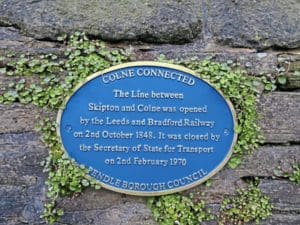 COLNE CONNECTED
The Line between
Skipton and Colne was opened
by the Leeds and Bradford Railway
on 2nd October 1848. It was closed by
the Secretary of State for Transport
on 2nd February 1970
PENDLE BOROUGH COUNCIL